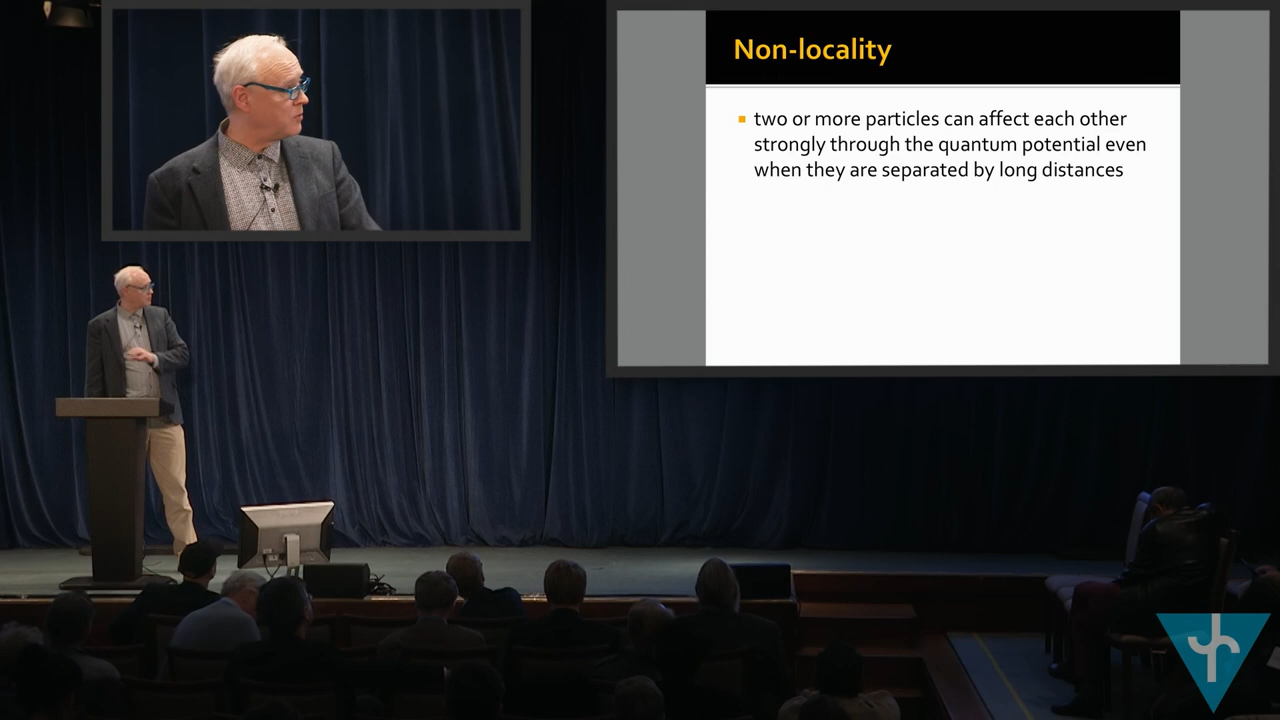 Non-locality
two or more particles can affect each other
strongly through the quantum potential even
when they are separated by long distances